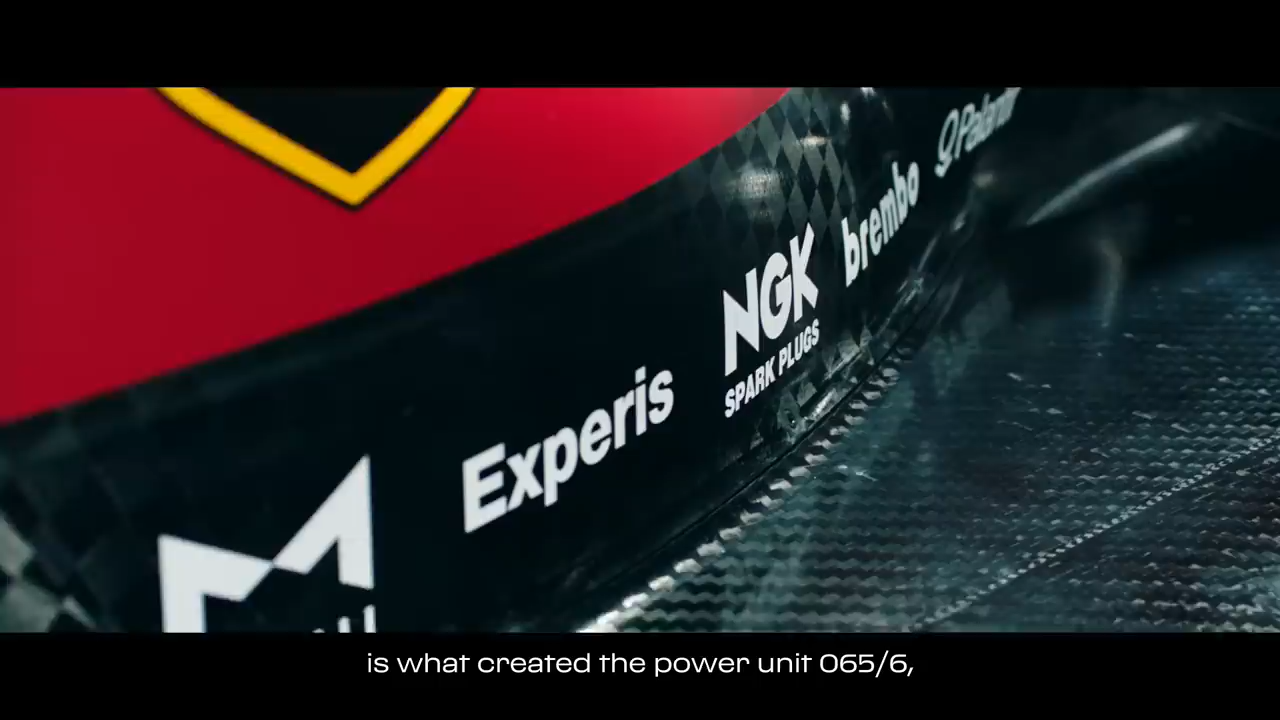 Palantir
brembo
NGK
SPARK PLUGS
Experis
is what created the power unit 065/6,